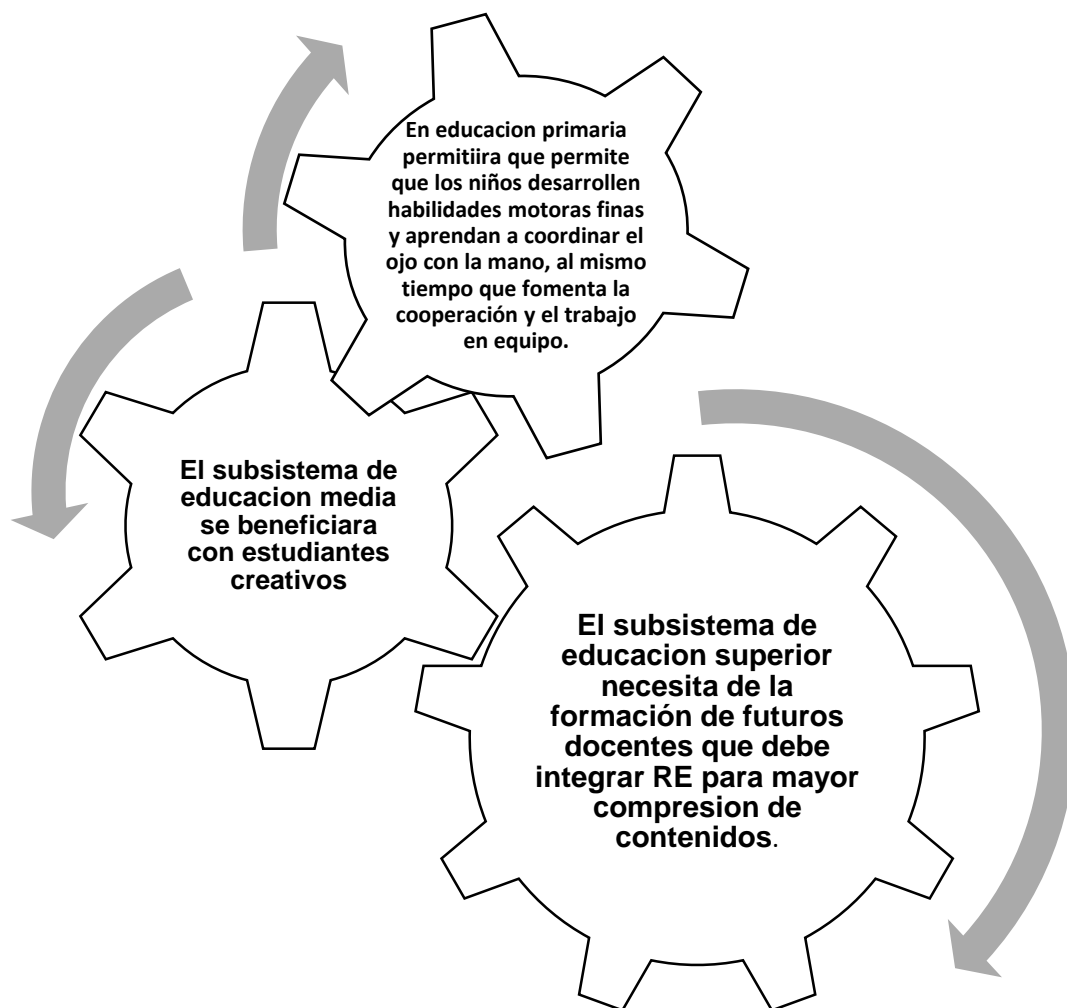 En educacion primaria
permitiira que permite
que los niños desarrollen
habilidades motoras finas
y aprendan a coordinar el
ojo con la mano, al mismo
tiempo que fomenta la
cooperación y el trabajo
en equipo.
El subsistema de
educacion media
se beneficiara
con estudiantes
creativos
El subsistema de
educacion superior
necesita de la
formación de futuros
docentes que debe
integrar RE para mayor
compresion de
contenidos.